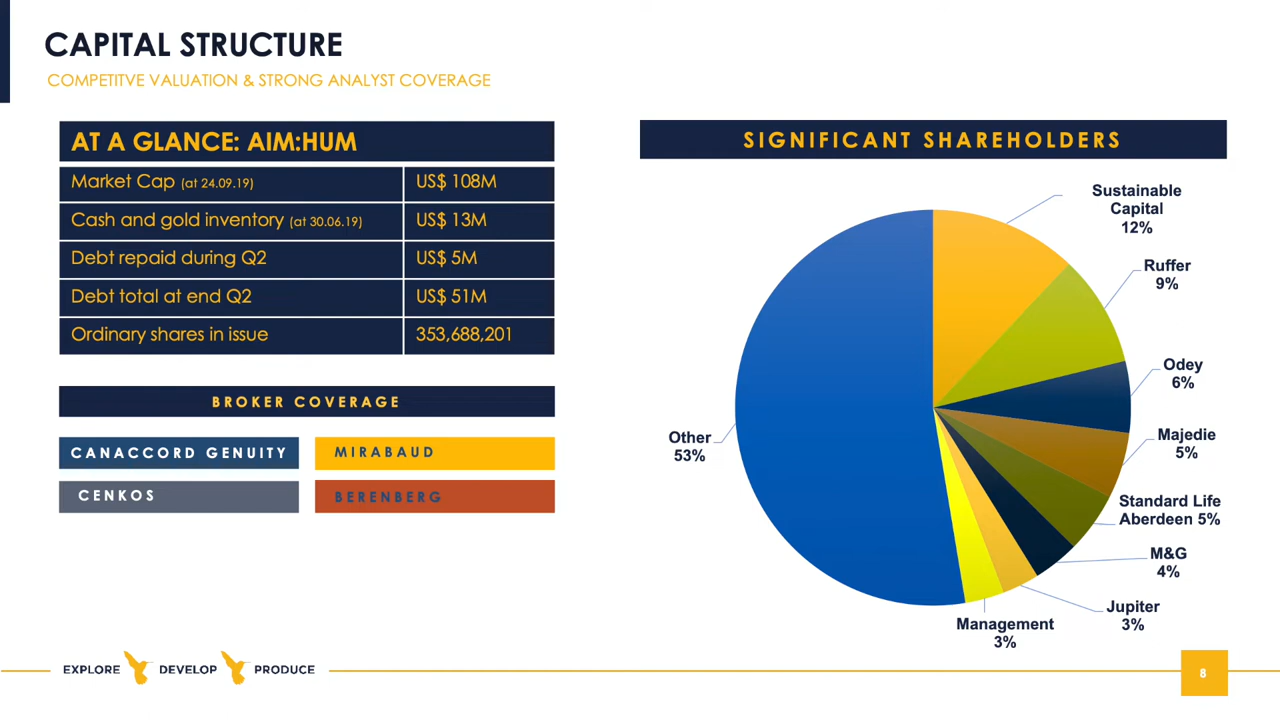 CAPITAL STRUCTURE
COMPETITVE VALUATION & STRONG ANALYST COVERAGE
AT A GLANCE: AIM:HUM
Market Cap (at 24.09.19) US$ 108M
Cash and gold inventory (at 30.06.19) US$ 13M
Debt repaid during Q2 US$ 5M
Debt total at end Q2 US$ 51M
Ordinary shares in issue 353,688,201
BROKER COVERAGE
CANACCORD GENUITY MIRABAUD
CENKOS BERENBERG
SIGNIFICANT SHAREHOLDERS
Sustainable
Capital
12%
Ruffer
9%
Odey
6%
Majedie
5%
Standard Life
Aberdeen 5%
M&G
4%
Jupiter
3%
Management
3%
Other
53%
EXPLORE DEVELOP PRODUCE
8